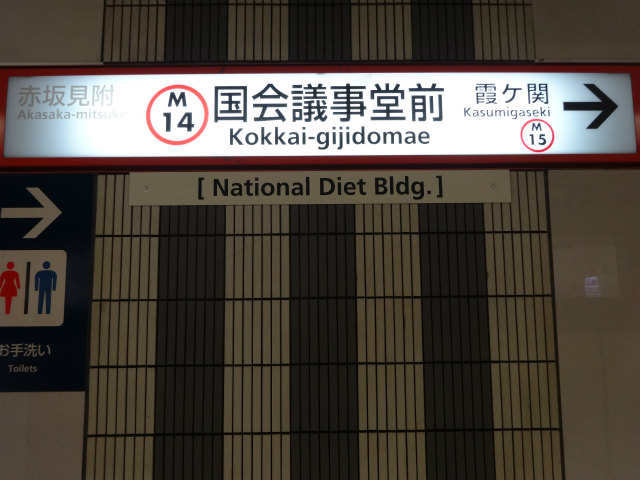 赤坂見附
Akasaka-mitsuke
M
14
国会議事堂前
Kokkai-gijidomae
霞ケ関
Kasumigaseki
M
15
[ National Diet Bldg. ]
お手洗い
Toilets